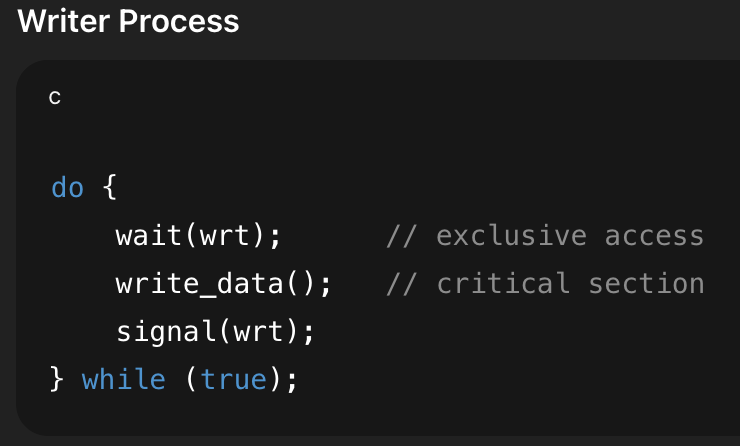 Writer Process
C
do {
    wait(wrt);      // exclusive access
    write_data();   // critical section
    signal(wrt);
} while (true);